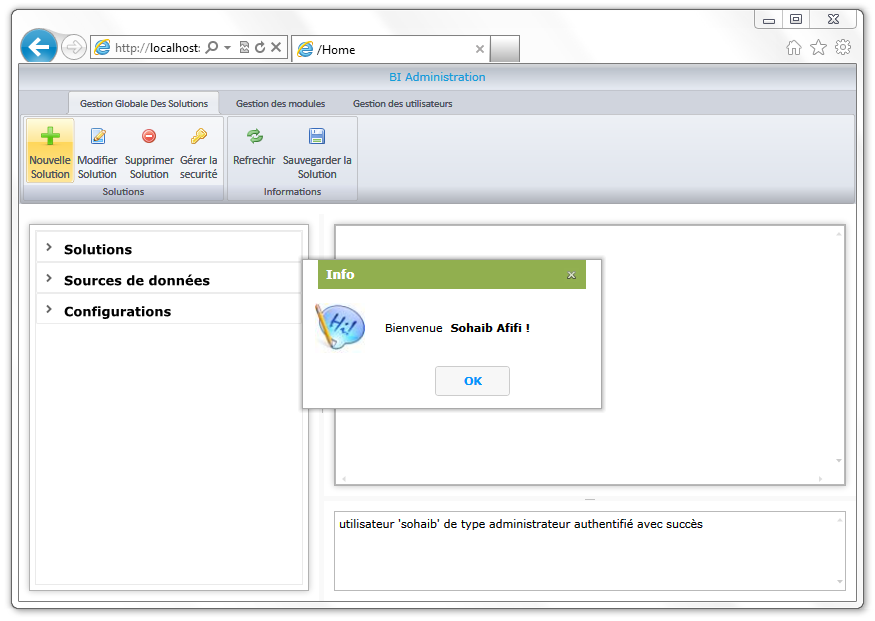 http://localhost:
/Home
BI Administration
Gestion Globale Des Solutions
Gestion des modules
Gestion des utilisateurs
Nouvelle Solution
Modifier Solution
Supprimer Solution
Gérer la securité
Refrechir
Sauvegarder la Solution
Solutions
Informations
Solutions
Sources de données
Configurations
Info
Hi!
Bienvenue Sohaib Afifi !
OK
utilisateur 'sohaib' de type administrateur authentifié avec succès